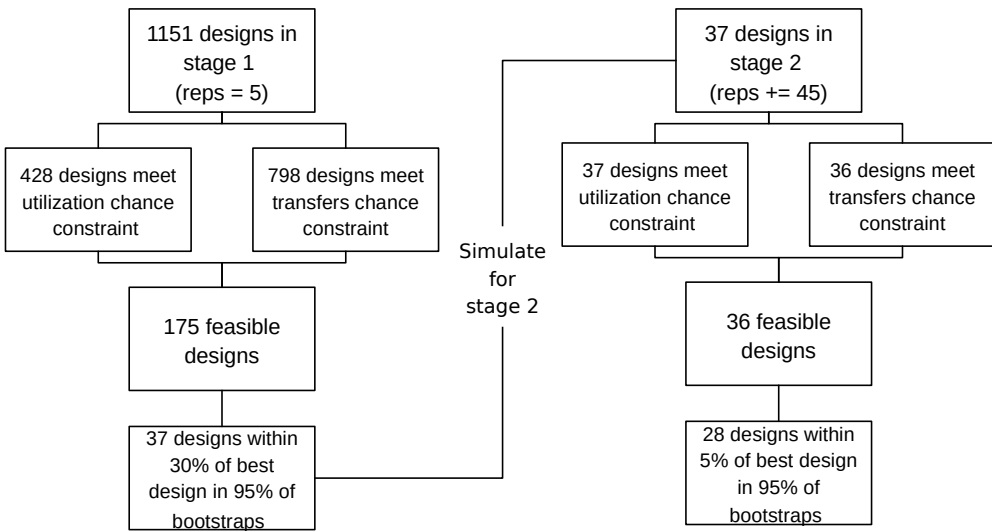 1151 designs in
stage 1
(reps = 5)
428 designs meet
utilization chance
constraint
798 designs meet
transfers chance
constraint
175 feasible
designs
37 designs within
30% of best
design in 95% of
bootstraps
Simulate
for
stage 2
37 designs in
stage 2
(reps += 45)
37 designs meet
utilization chance
constraint
36 designs meet
transfers chance
constraint
36 feasible
designs
28 designs within
5% of best design
in 95% of
bootstraps